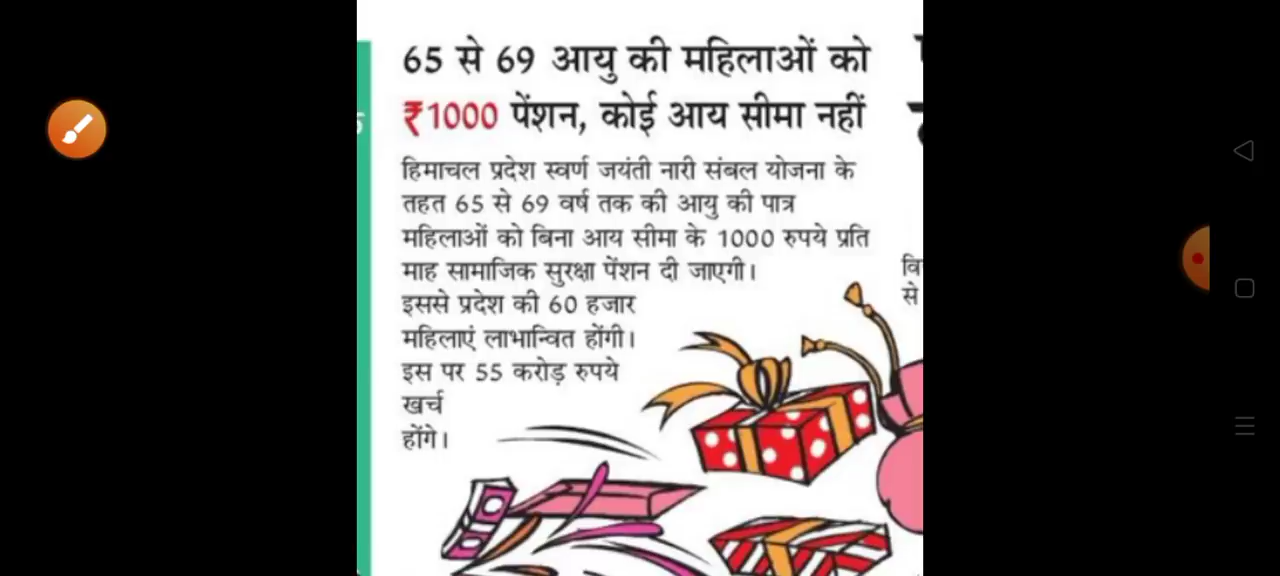 65 से 69 आयु की महिलाओं को
₹1000 पेंशन, कोई आय सीमा नहीं
हिमाचल प्रदेश स्वर्ण जयंती नारी संबल योजना के
तहत 65 से 69 वर्ष तक की आयु की पात्र
महिलाओं को बिना आय सीमा के 1000 रुपये प्रति
माह सामाजिक सुरक्षा पेंशन दी जाएगी।
इससे प्रदेश की 60 हजार
महिलाएं लाभान्वित होंगी।
इस पर 55 करोड़ रुपये
खर्च
होंगे।
वि
से